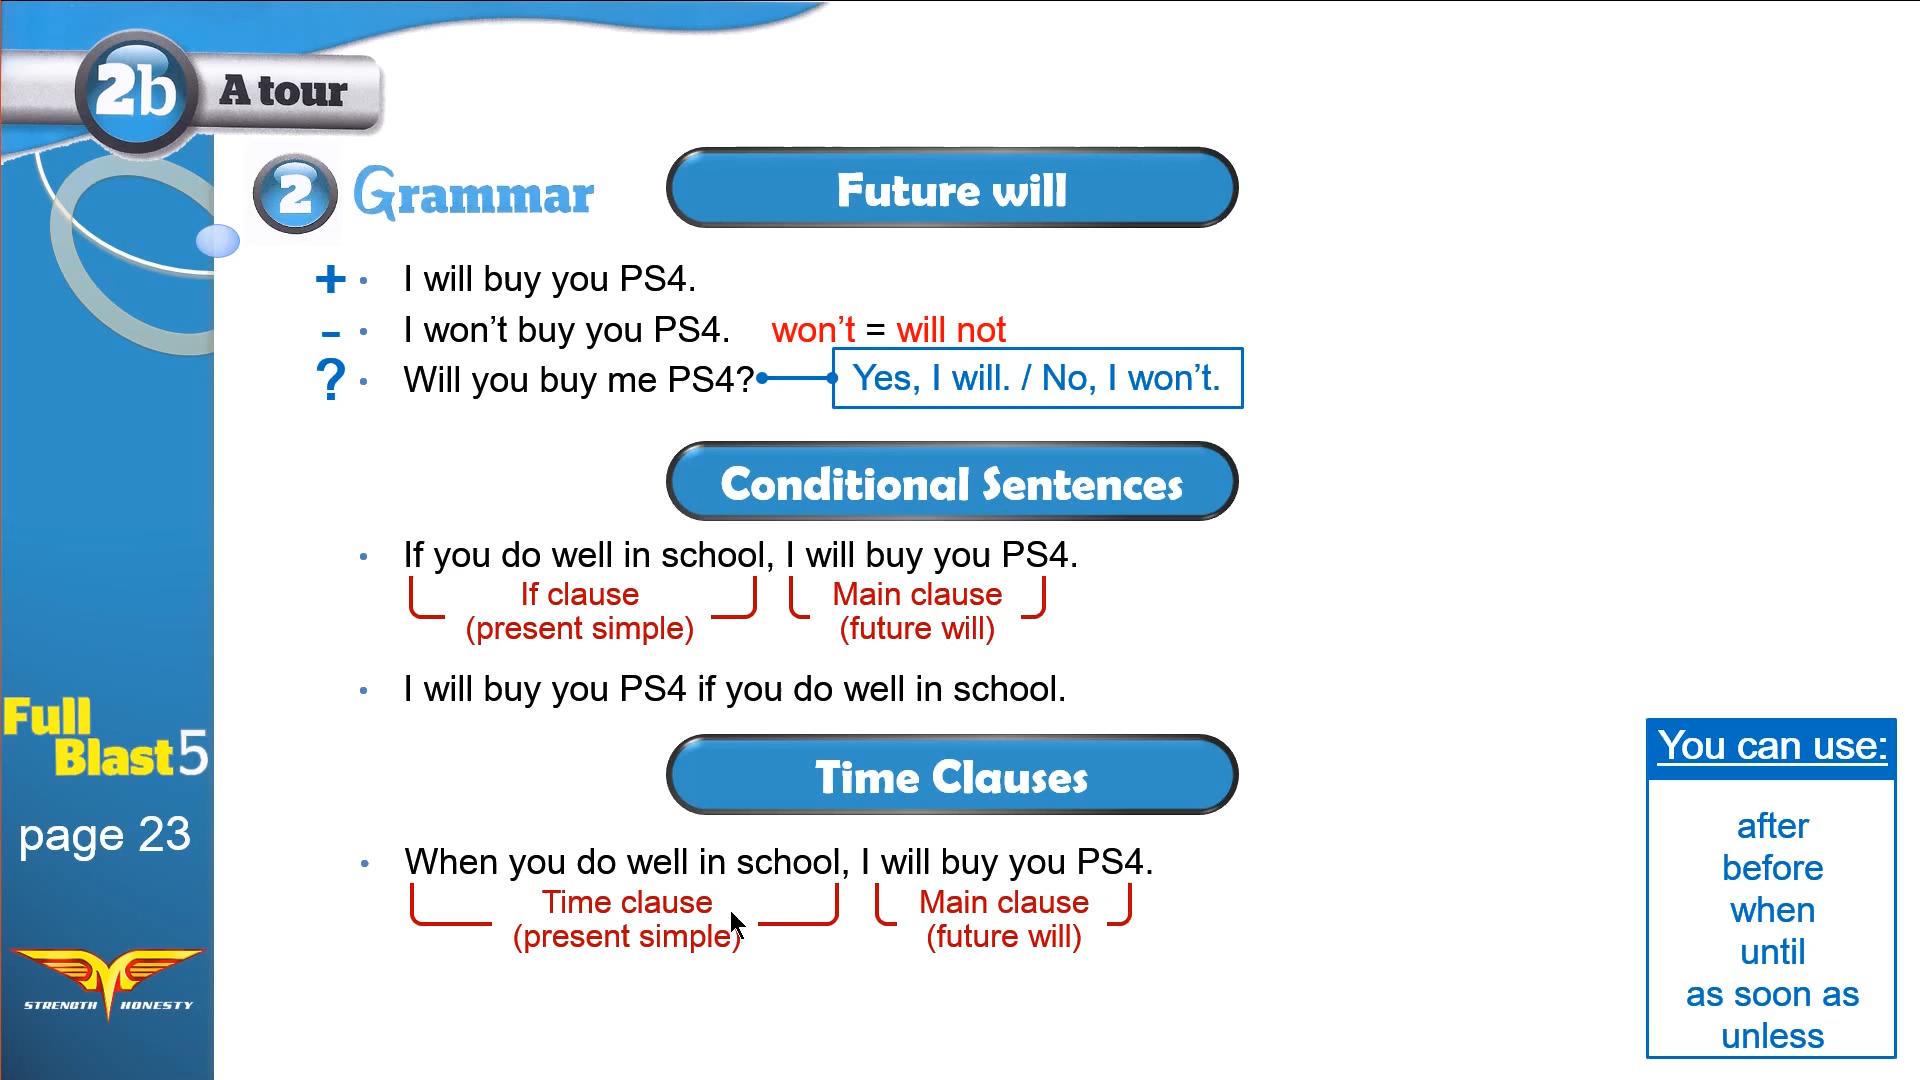 2b A tour
2 Grammar
Future will
+ • I will buy you PS4.
- • I won’t buy you PS4. won’t = will not
? • Will you buy me PS4? Yes, I will. / No, I won’t.
Conditional Sentences
• If you do well in school, I will buy you PS4.
If clause Main clause
(present simple) (future will)
• I will buy you PS4 if you do well in school.
Time Clauses
• When you do well in school, I will buy you PS4.
Time clause Main clause
(present simple) (future will)
You can use:
after
before
when
until
as soon as
unless
Full
Blast 5
page 23
STRENGTH HONESTY